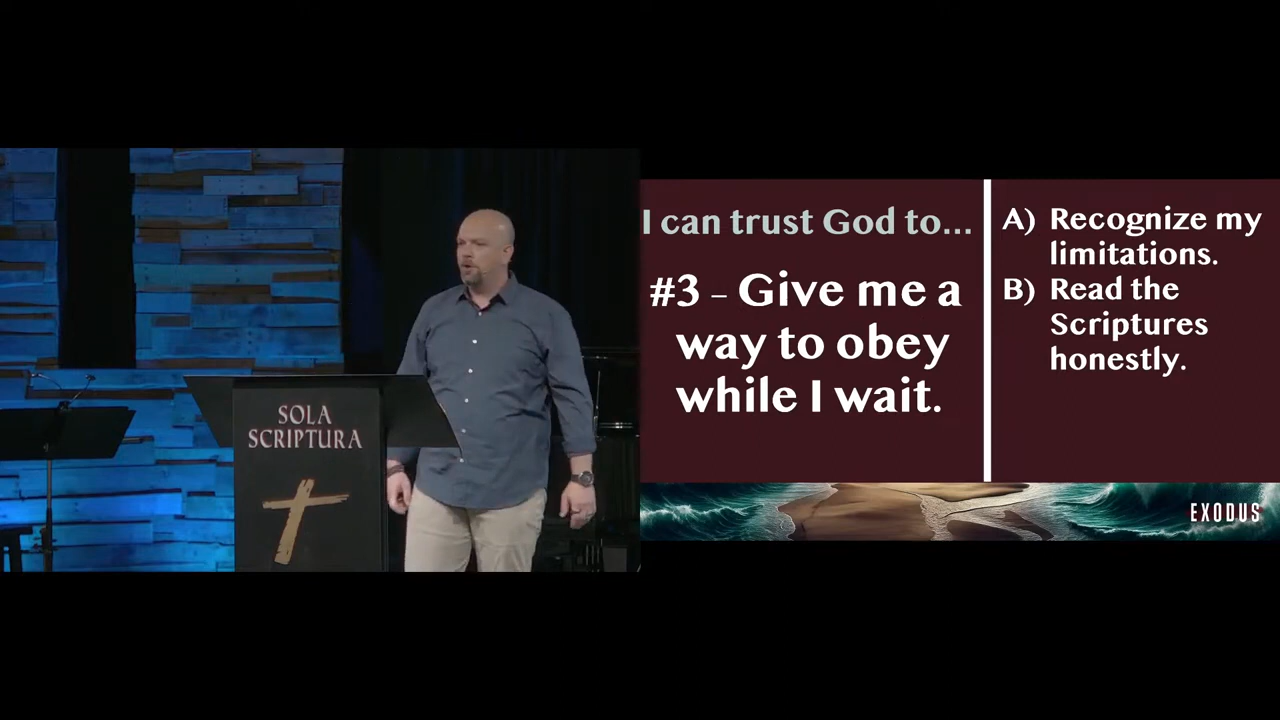 SOLA
SCRIPTURA
I can trust God to...
#3 – Give me a
way to obey
while I wait.
A) Recognize my
limitations.
B) Read the
Scriptures
honestly.
EXODUS